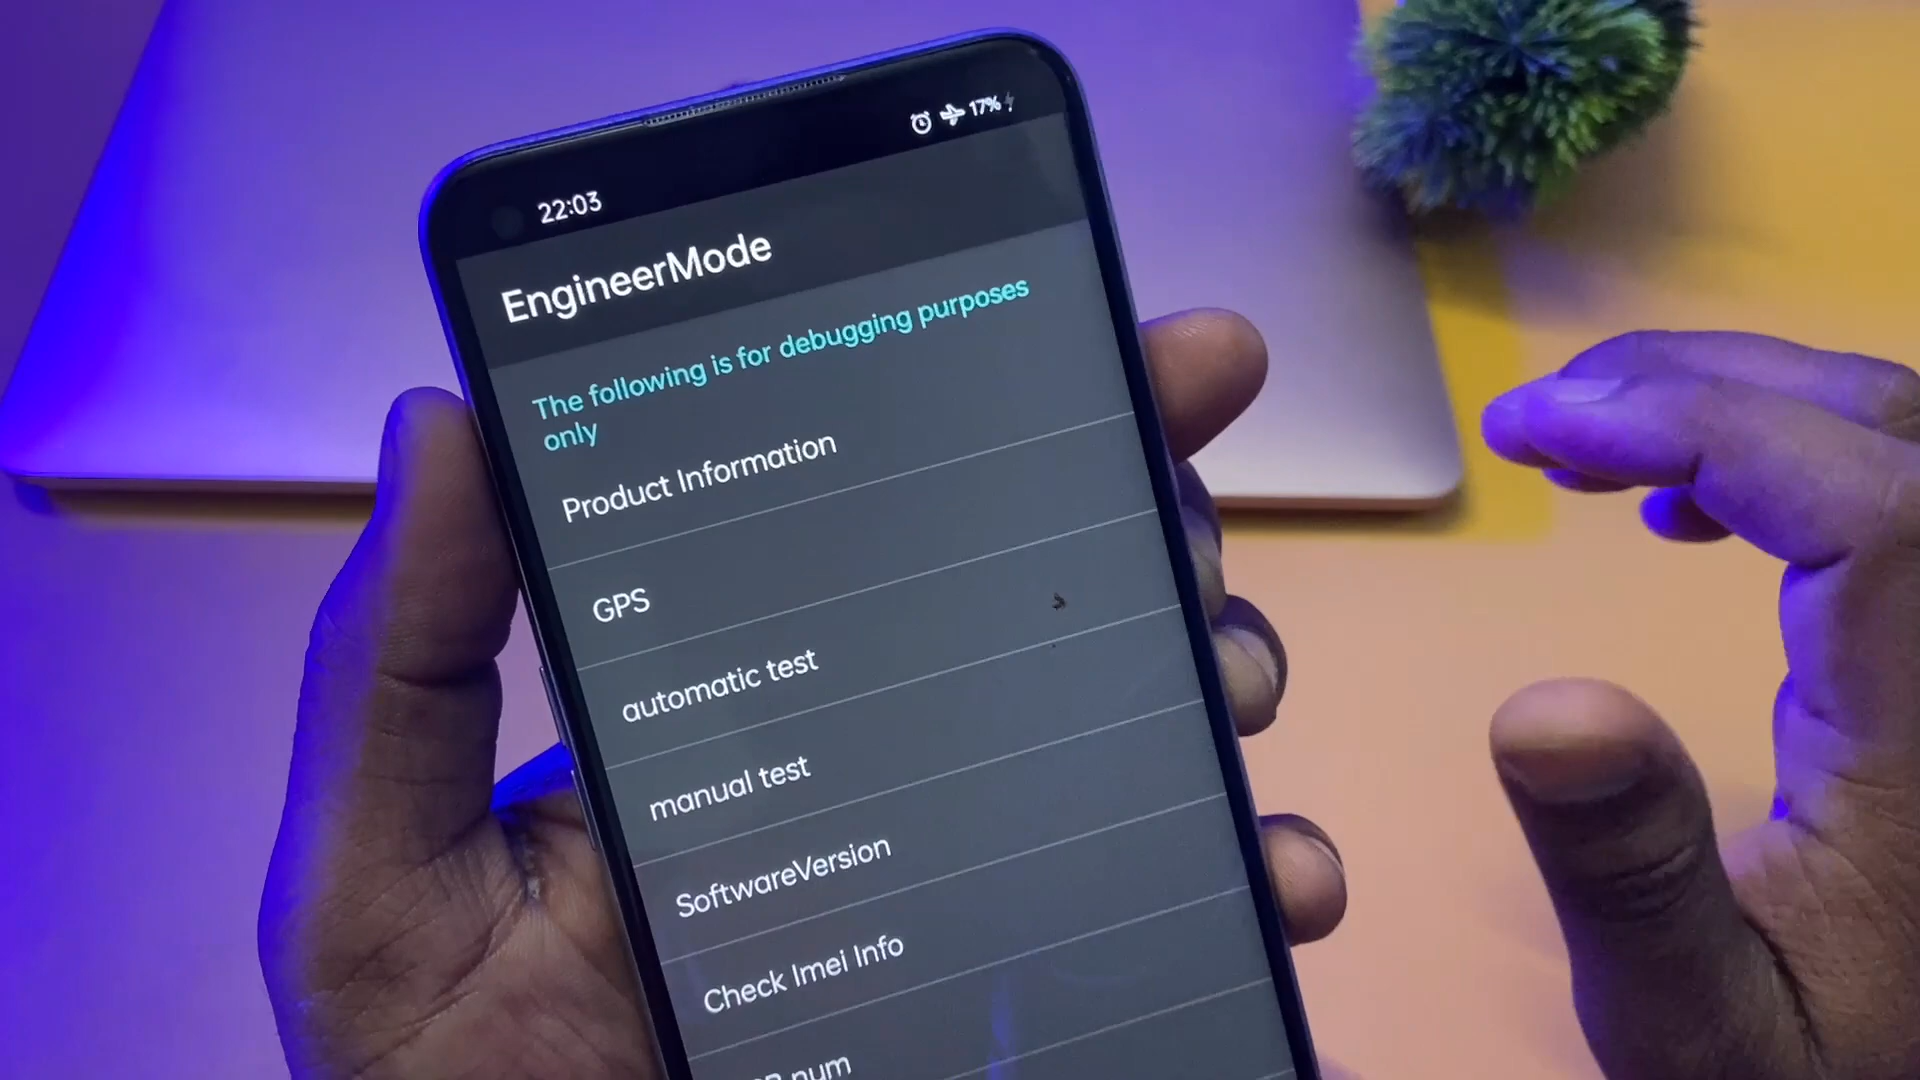 22:03
17%
EngineerMode
The following is for debugging purposes
only
Product Information
GPS
automatic test
manual test
SoftwareVersion
Check Imei Info
num